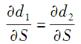 ∂d₁/∂S = ∂d₂/∂S